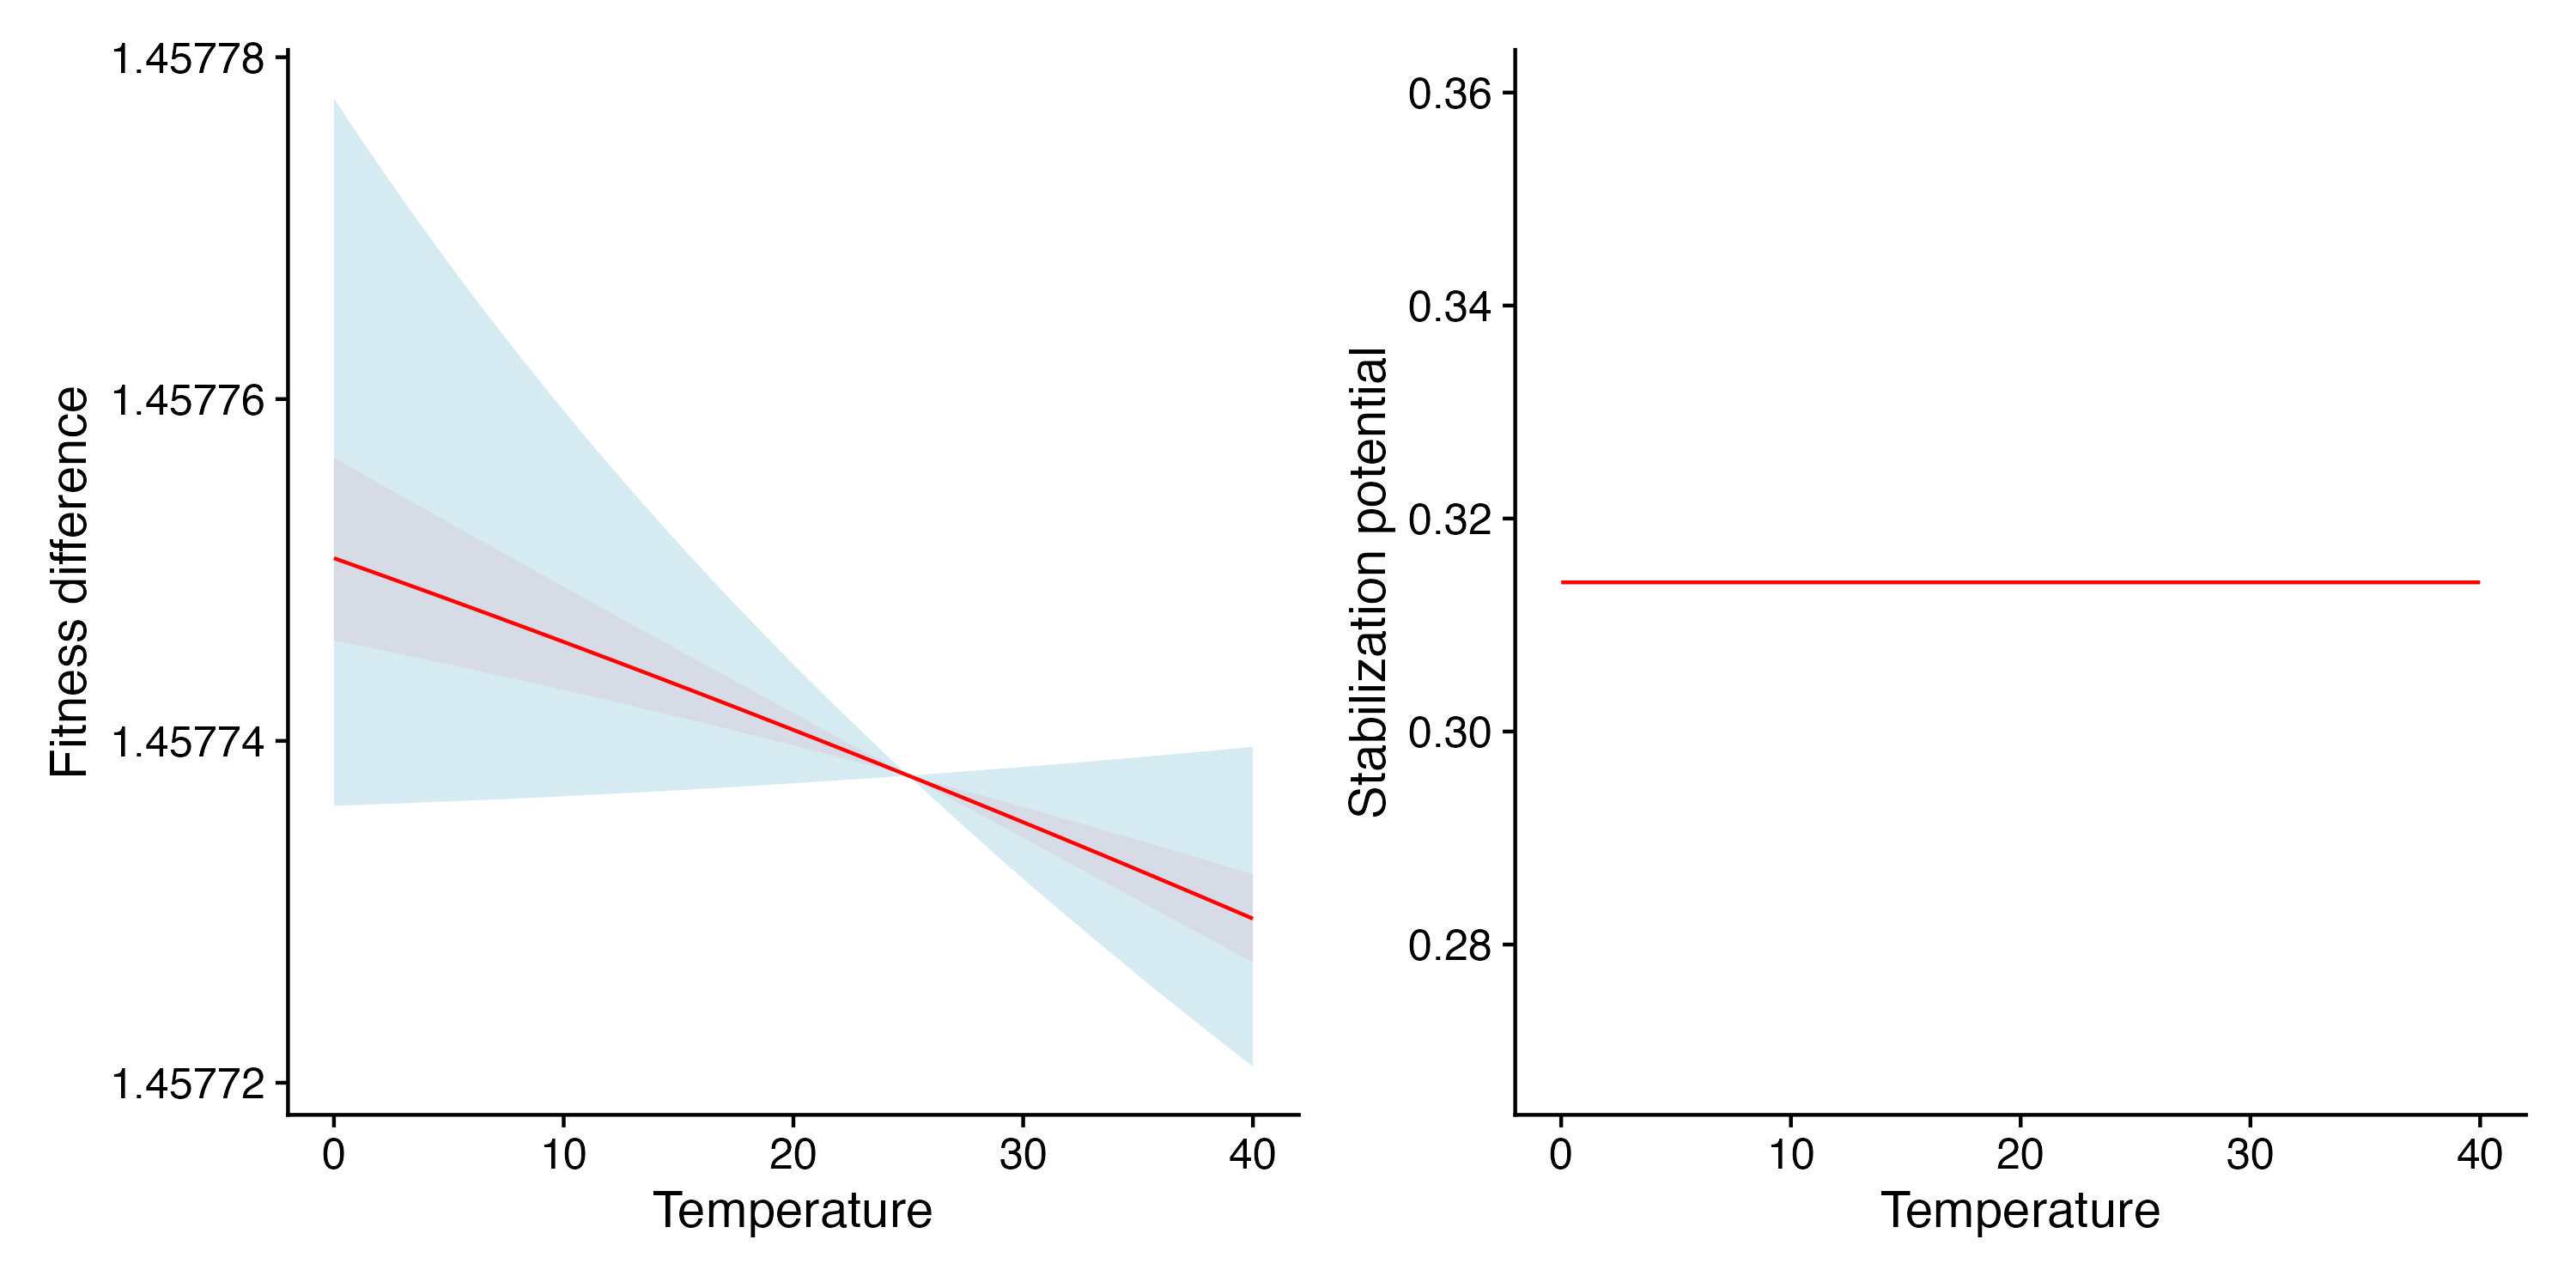 Fitness difference
1.45778
1.45776
1.45774
1.45772
0 10 20 30 40
Temperature
Stabilization potential
0.36
0.34
0.32
0.30
0.28
0 10 20 30 40
Temperature